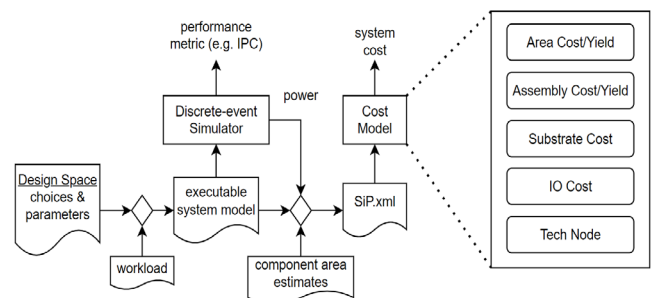 performance
metric (e.g. IPC)
system
cost
power
Discrete-event
Simulator
Cost
Model
Design Space
choices &
parameters
executable
system model
SiP.xml
workload
component area
estimates
Area Cost/Yield
Assembly Cost/Yield
Substrate Cost
IO Cost
Tech Node